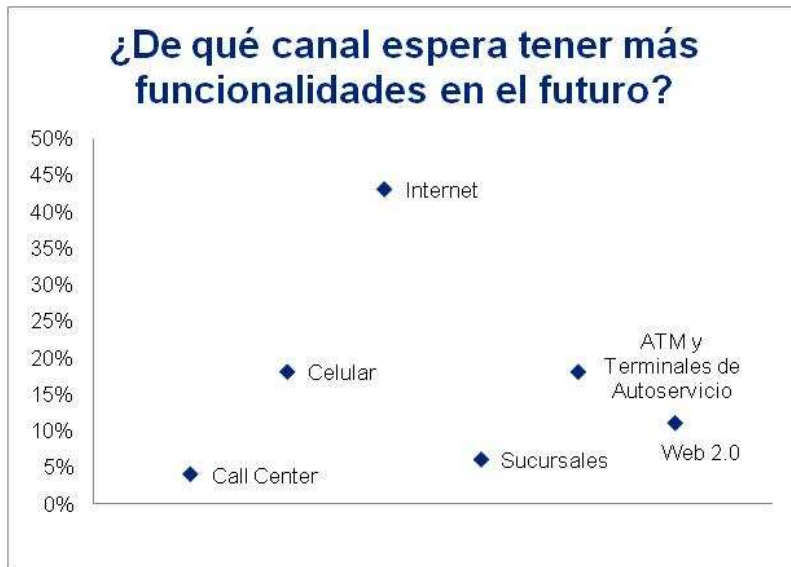 ¿De qué canal espera tener más
funcionalidades en el futuro?
50%
45%
40%
35%
30%
25%
20%
15%
10%
5%
0%
Internet
Celular
ATM y
Terminales de
Autoservicio
Web 2.0
Sucursales
Call Center